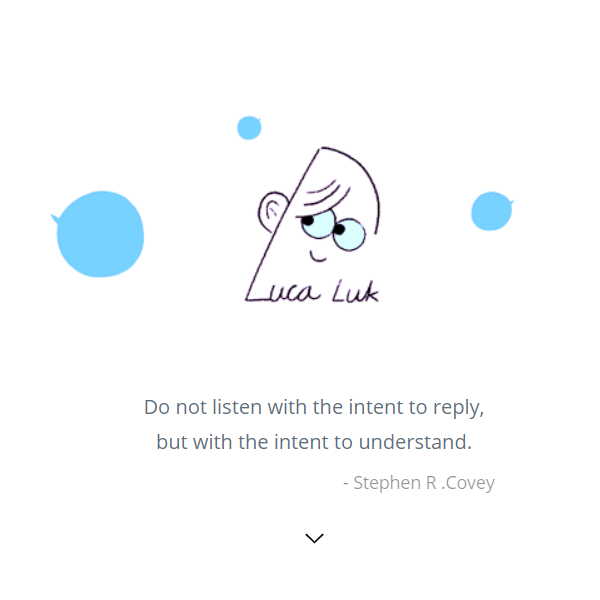 Luca Luk
Do not listen with the intent to reply,
but with the intent to understand.
- Stephen R .Covey